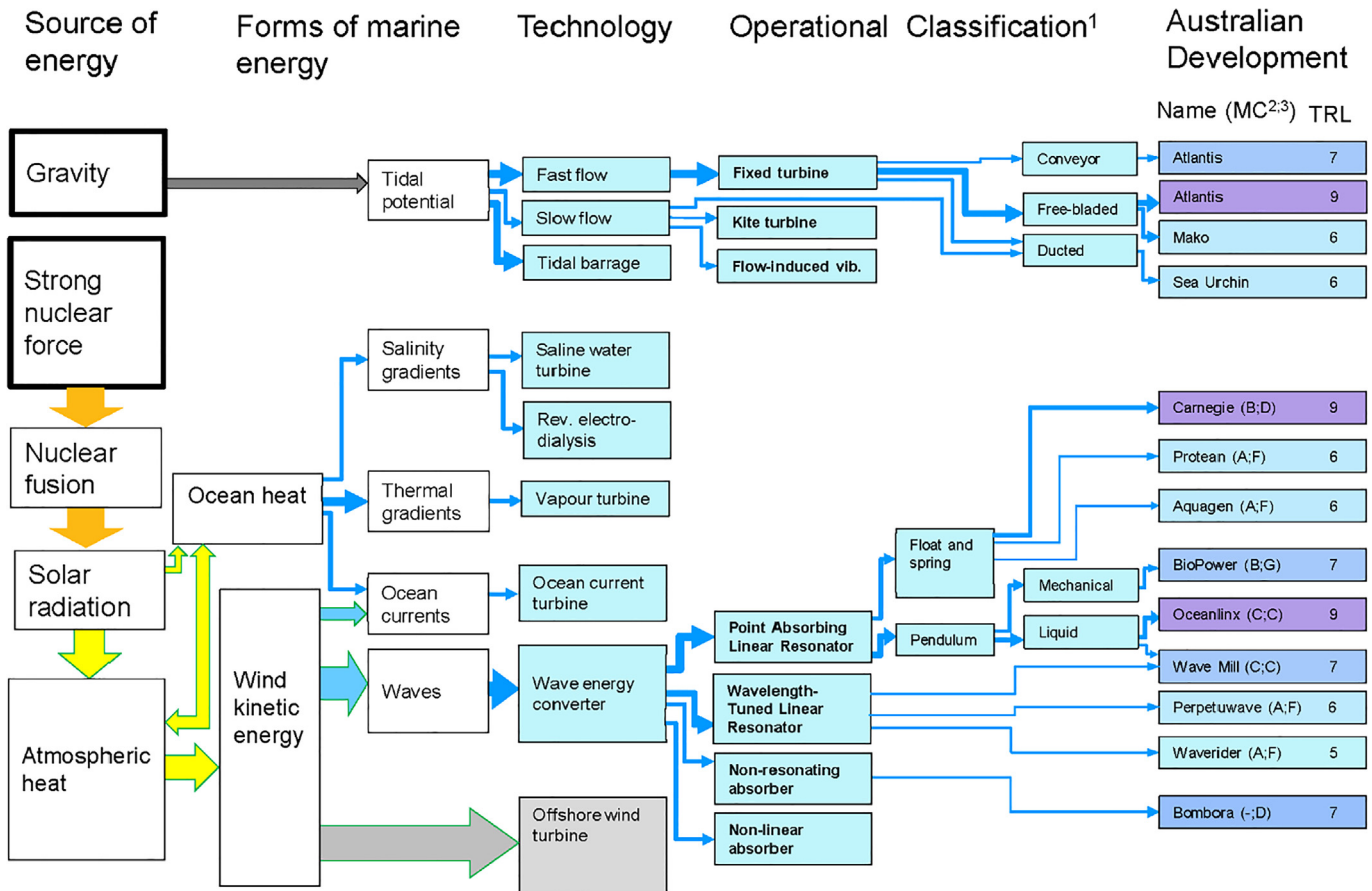 Source of
energy
Forms of marine
energy
Technology
Operational Classification¹
Australian
Development
Name (MC²;³) TRL
Gravity
Tidal
potential
Fast flow
Fixed turbine
Conveyor
Atlantis 7
Slow flow
Kite turbine
Free-bladed
Atlantis 9
Tidal barrage
Flow-induced vib.
Ducted
Mako 6
Sea Urchin 6
Strong
nuclear
force
Salinity
gradients
Saline water
turbine
Rev. electro-
dialysis
Carnegie (B;D) 9
Nuclear
fusion
Ocean heat
Thermal
gradients
Vapour turbine
Protean (A;F) 6
Aquagen (A;F) 6
Solar
radiation
Ocean
currents
Ocean current
turbine
Float and
spring
Mechanical
BioPower (B;G) 7
Point Absorbing
Linear Resonator
Pendulum
Liquid
Oceanlinx (C;C) 9
Wave Mill (C;C) 7
Atmospheric
heat
Wind
kinetic
energy
Waves
Wave energy
converter
Wavelength-
Tuned Linear
Resonator
Perpetuwave (A;F) 6
Waverider (A;F) 5
Non-resonating
absorber
Bombora (-;D) 7
Offshore wind
turbine
Non-linear
absorber